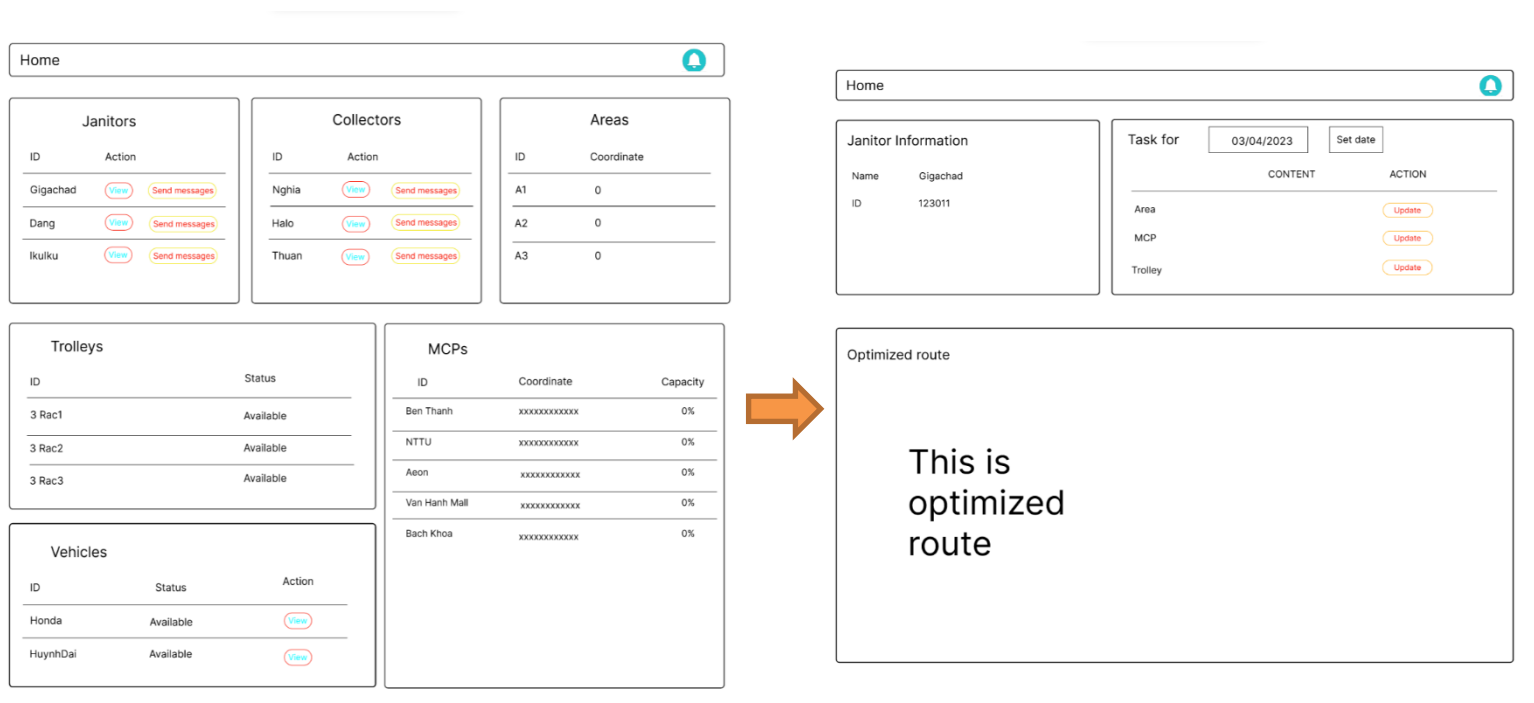 Home
Janitors
ID Action
Gigachad View Send messages
Dang View Send messages
Ikulku View Send messages
Collectors
ID Action
Nghia View Send messages
Halo View Send messages
Thuan View Send messages
Areas
ID Coordinate
A1 0
A2 0
A3 0
Trolleys
ID Status
3 Rac1 Available
3 Rac2 Available
3 Rac3 Available
MCPs
ID Coordinate Capacity
Ben Thanh xxxxxxxxxxxx 0%
NTTU xxxxxxxxxxxx 0%
Aeon xxxxxxxxxxxx 0%
Van Hanh Mall xxxxxxxxxxxx 0%
Bach Khoa xxxxxxxxxxxx 0%
Vehicles
ID Status Action
Honda Available View
HuynhDai Available View
Home
Janitor Information
Name Gigachad
ID 123011
Task for 03/04/2023 Set date
CONTENT ACTION
Area Update
MCP Update
Trolley Update
Optimized route
This is
optimized
route